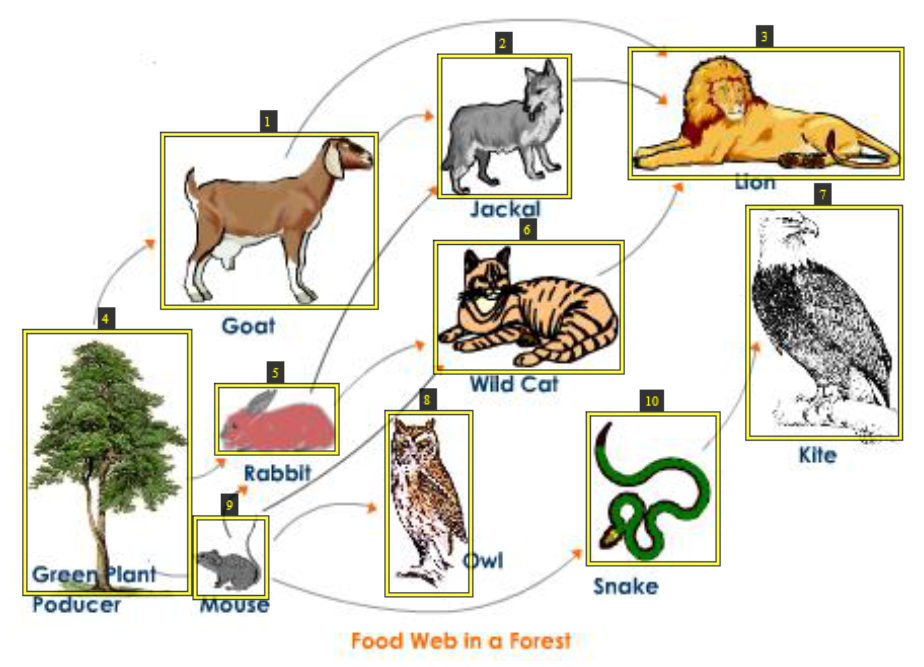 1
2
3
Lion
7
Jackal
6
Goat
4
5
Wild Cat
8
10
Rabbit
Kite
9
Owl
Green Plant
Poducer
Mouse
Snake
Food Web in a Forest